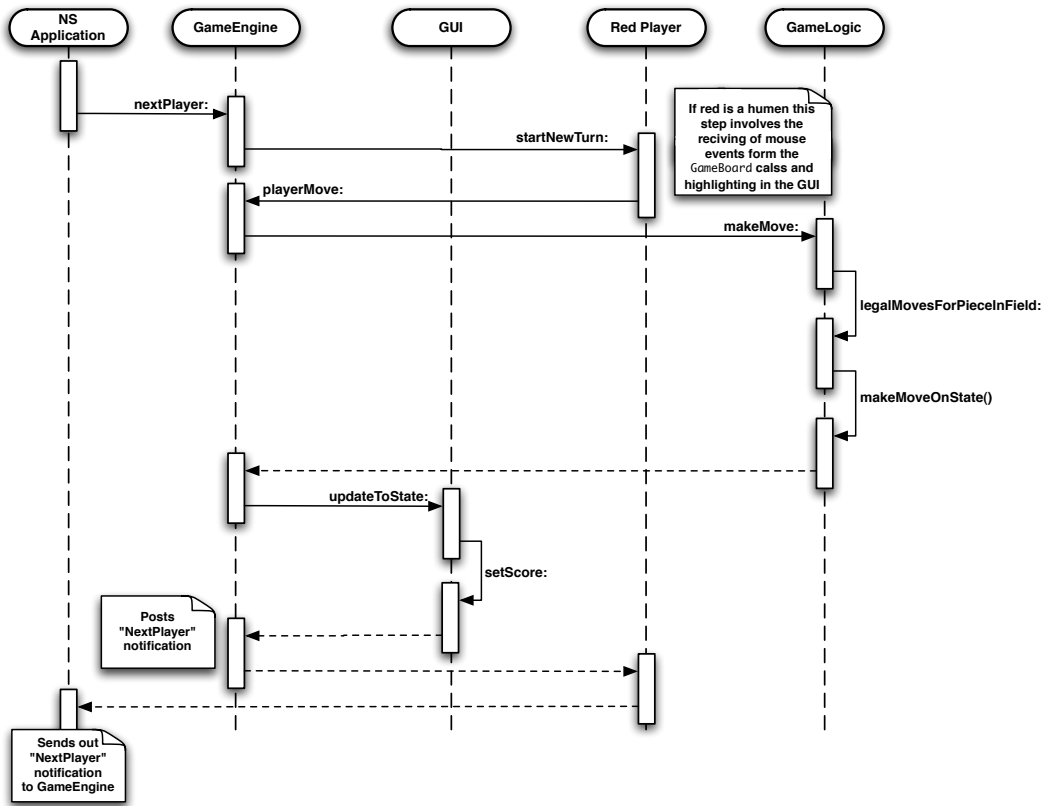 NS
Application
GameEngine
GUI
Red Player
GameLogic
nextPlayer:
If red is a humen this
step involves the
reciving of mouse
events form the
GameBoard calss and
highlighting in the GUI
startNewTurn:
playerMove:
makeMove:
legalMovesForPieceInField:
makeMoveOnState()
updateToState:
setScore:
Posts
"NextPlayer"
notification
Sends out
"NextPlayer"
notification
to GameEngine